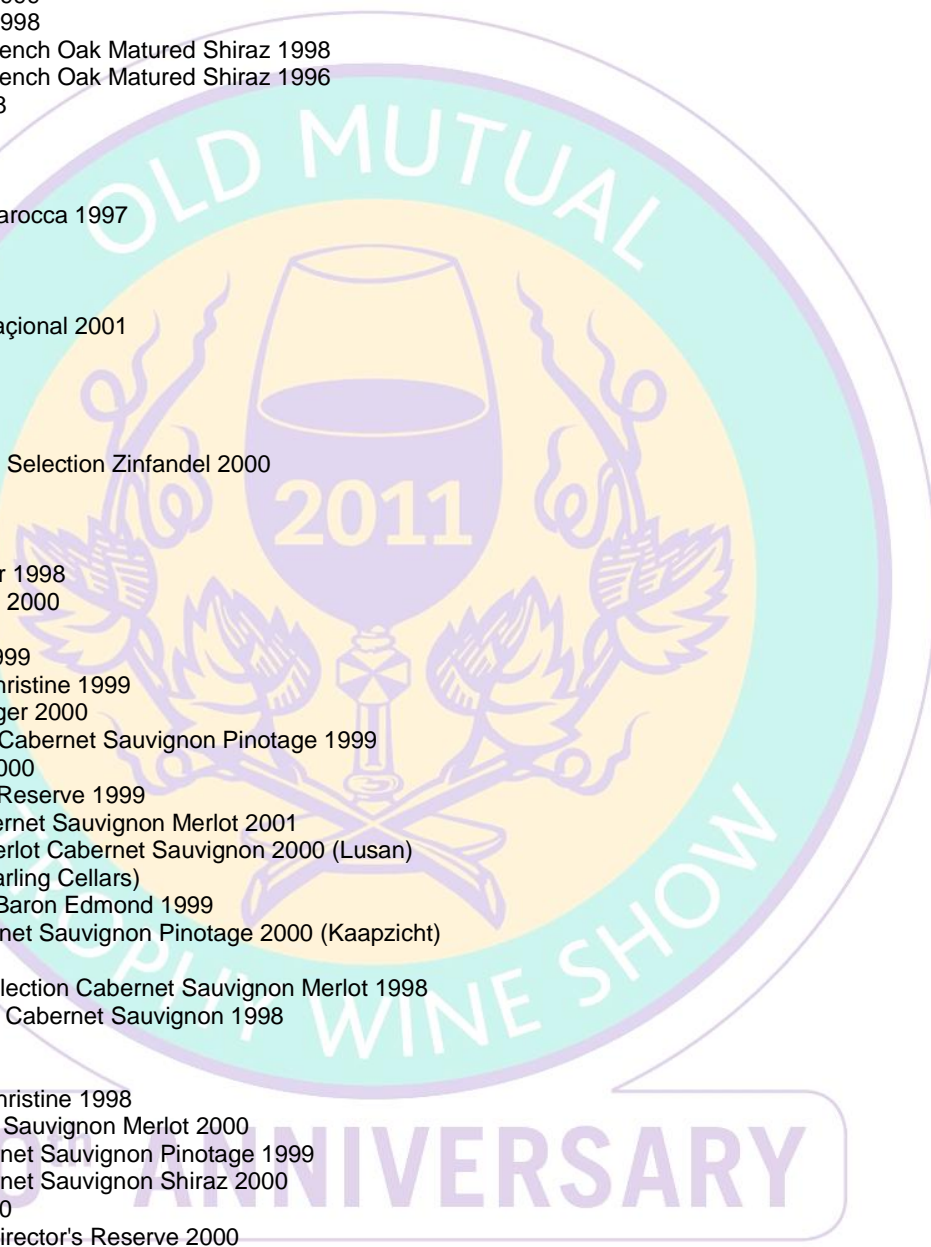 998
ench Oak Matured Shiraz 1998
ench Oak Matured Shiraz 1996
3
OLD MUTUAL
arocca 1997
açional 2001
Selection Zinfandel 2000
2011
r 1998
2000
999
hristine 1999
ger 2000
Cabernet Sauvignon Pinotage 1999
000
Reserve 1999
ernet Sauvignon Merlot 2001
erlot Cabernet Sauvignon 2000 (Lusan)
arling Cellars)
Baron Edmond 1999
net Sauvignon Pinotage 2000 (Kaapzicht)
TROPHY WINE SHOW
lection Cabernet Sauvignon Merlot 1998
Cabernet Sauvignon 1998
hristine 1998
Sauvignon Merlot 2000
net Sauvignon Pinotage 1999
net Sauvignon Shiraz 2000
0
irector's Reserve 2000
0th ANNIVERSARY